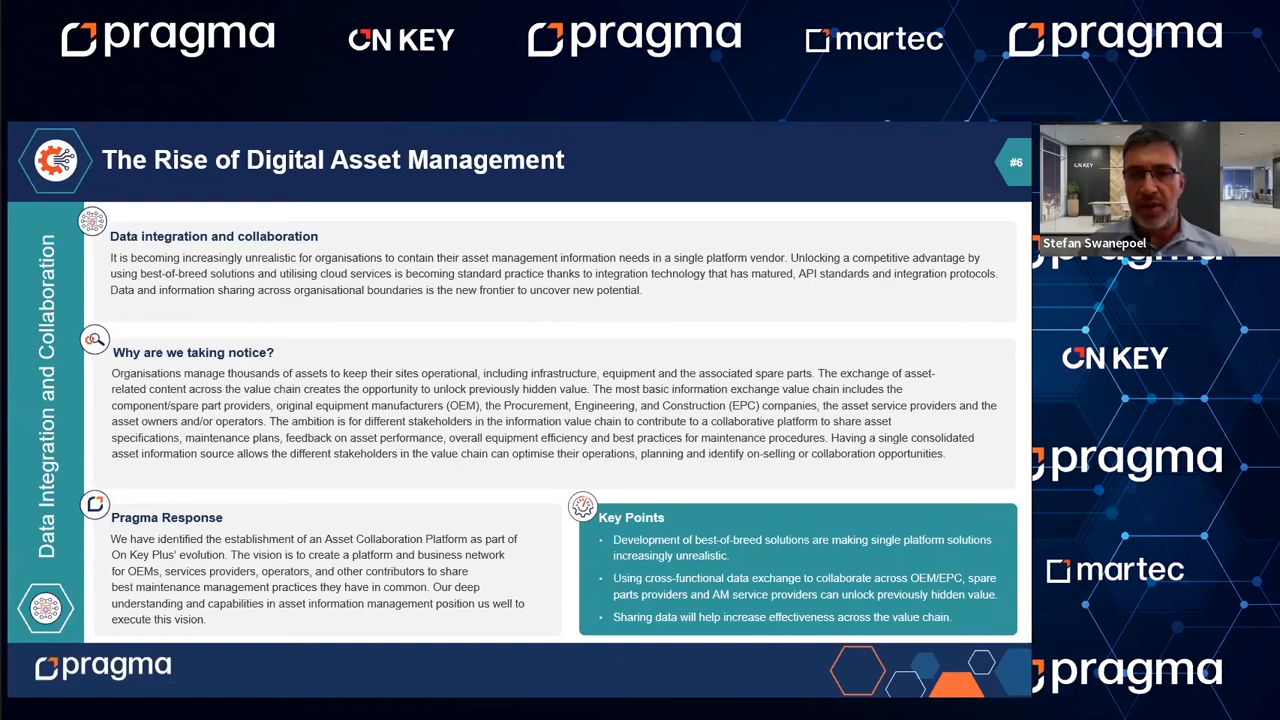 pragma ON KEY pragma martec pragma
The Rise of Digital Asset Management
#6
ON KEY
Stefan Swanepoel
Data Integration and Collaboration
Data integration and collaboration
It is becoming increasingly unrealistic for organisations to contain their asset management information needs in a single platform vendor. Unlocking a competitive advantage by
using best-of-breed solutions and utilising cloud services is becoming standard practice thanks to integration technology that has matured, API standards and integration protocols.
Data and information sharing across organisational boundaries is the new frontier to uncover new potential.
Why are we taking notice?
Organisations manage thousands of assets to keep their sites operational, including infrastructure, equipment and the associated spare parts. The exchange of asset-
related content across the value chain creates the opportunity to unlock previously hidden value. The most basic information exchange value chain includes the
component/spare part providers, original equipment manufacturers (OEM), the Procurement, Engineering, and Construction (EPC) companies, the asset service providers and the
asset owners and/or operators. The ambition is for different stakeholders in the information value chain to contribute to a collaborative platform to share asset
specifications, maintenance plans, feedback on asset performance, overall equipment efficiency and best practices for maintenance procedures. Having a single consolidated
asset information source allows the different stakeholders in the value chain can optimise their operations, planning and identify on-selling or collaboration opportunities.
Pragma Response
We have identified the establishment of an Asset Collaboration Platform as part of
On Key Plus' evolution. The vision is to create a platform and business network
for OEMs, services providers, operators, and other contributors to share
best maintenance management practices they have in common. Our deep
understanding and capabilities in asset information management position us well to
execute this vision.
Key Points
• Development of best-of-breed solutions are making single platform solutions
increasingly unrealistic.
• Using cross-functional data exchange to collaborate across OEM/EPC, spare
parts providers and AM service providers can unlock previously hidden value.
• Sharing data will help increase effectiveness across the value chain.
pragma
ON KEY
pragma
martec
pragma